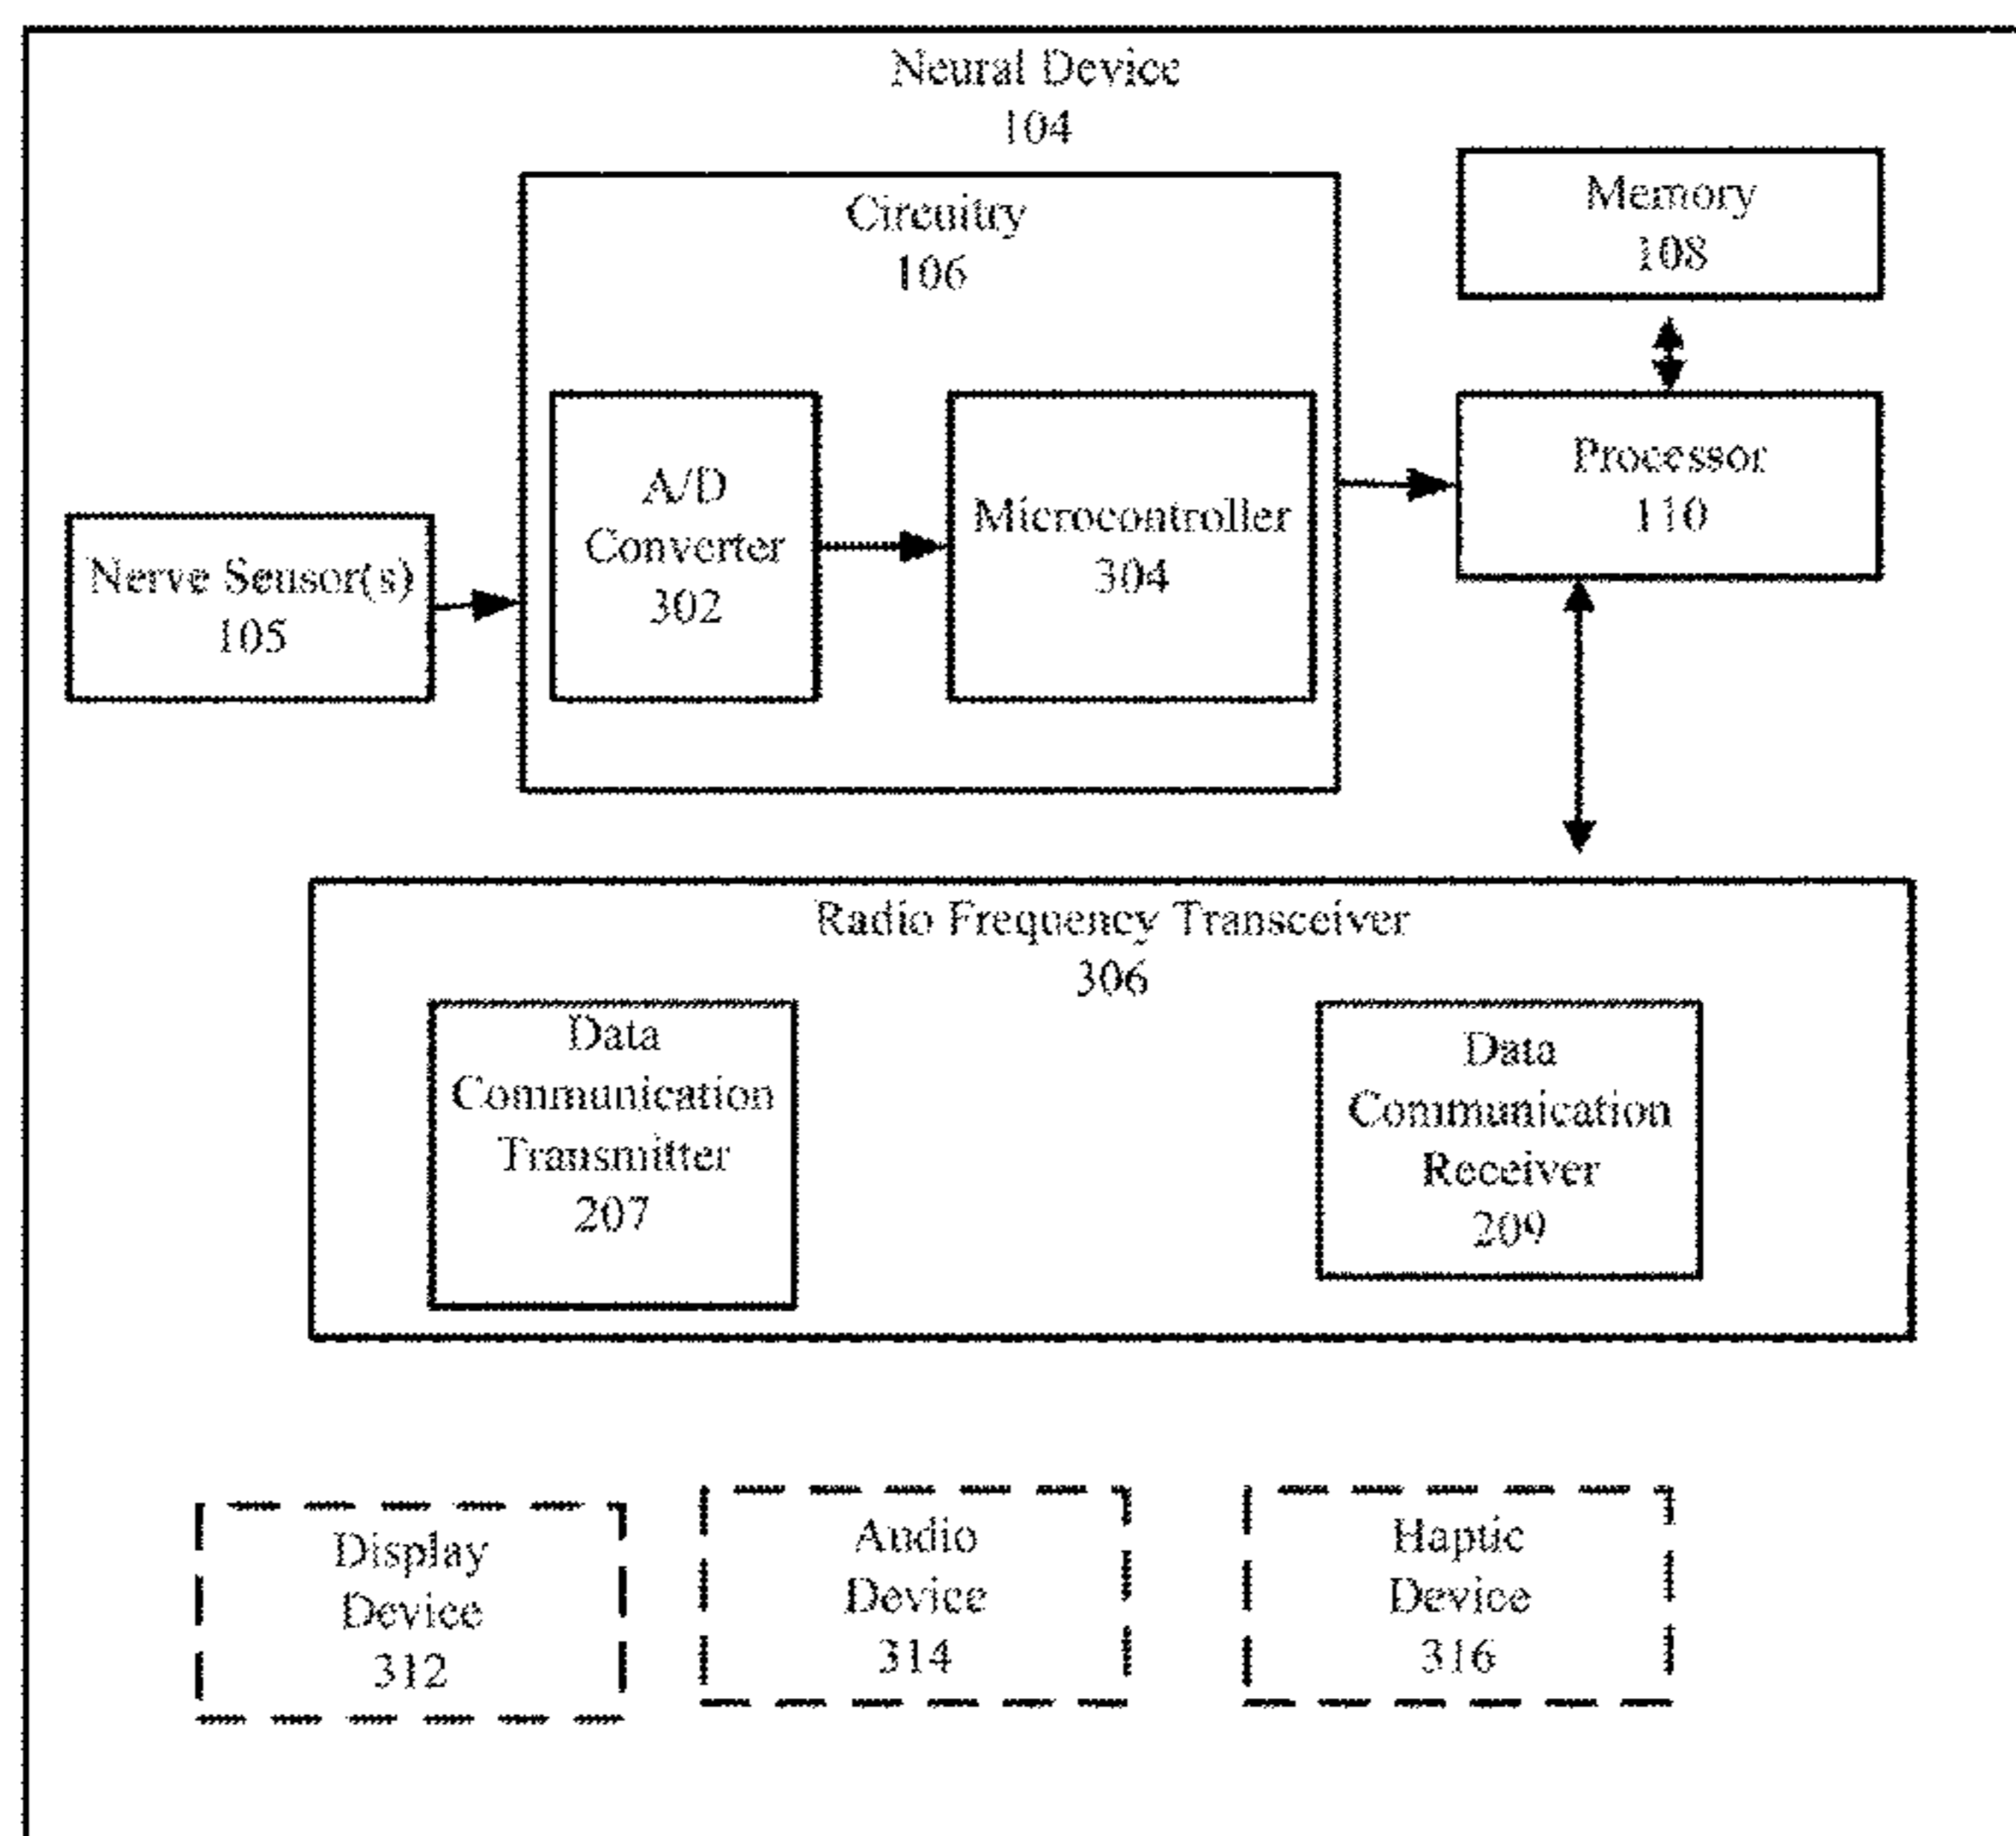 Neural Device
104
Circuitry
106
Memory
108
A/D
Converter
302
Microcontroller
304
Processor
110
Nerve Sensor(s)
105
Radio Frequency Transceiver
306
Data
Communication
Transmitter
207
Data
Communication
Receiver
209
Display
Device
312
Audio
Device
314
Haptic
Device
316